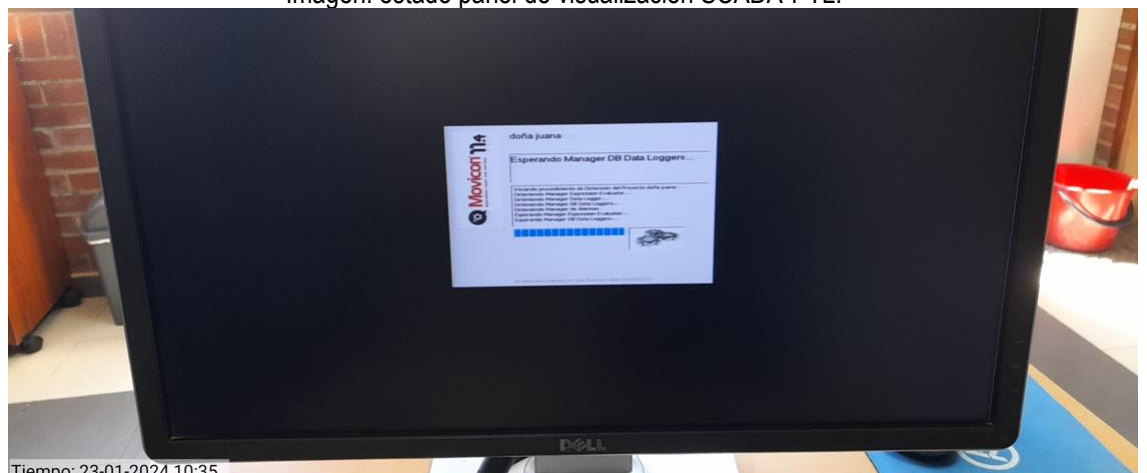 Imagen: estado panel de visualización SCADA PTL.
Movicon 11.4
doña juana
Esperando Manager DB Data Loggers...
Iniciando procedimiento de Detención del Proyecto doña juana
Deteniendo Manager Expression Evaluator...
Deteniendo Manager Data Logger...
Deteniendo Manager DB Data Loggers...
Deteniendo Manager de Alarmas
Esperando Manager Expression Evaluator...
Esperando Manager DB Data Loggers...
DELL
Tiempo: 23-01-2024 10:35